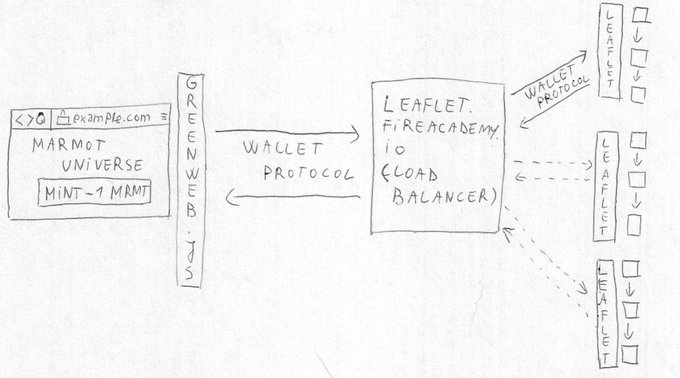 example.com
MARMOT
UNIVERSE
MINT - 1 MRMT
GREENWEB.js
WALLET
PROTOCOL
LEAFLET.
FIREACADEMY.
io
(LOAD
BALANCER)
WALLET
PROTOCOL
LEAFLET
LEAFLET
LEAFLET